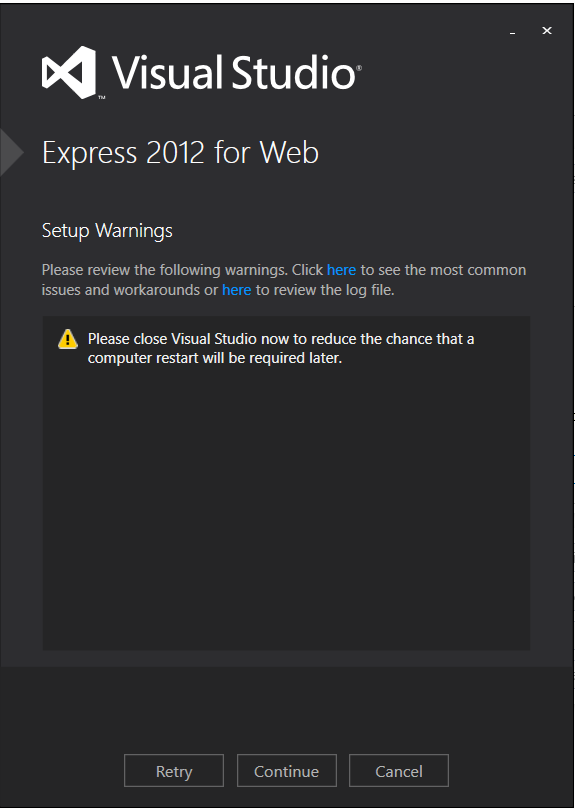 Visual Studio®
™
Express 2012 for Web
Setup Warnings
Please review the following warnings. Click here to see the most common
issues and workarounds or here to review the log file.
Please close Visual Studio now to reduce the chance that a
computer restart will be required later.
Retry Continue Cancel